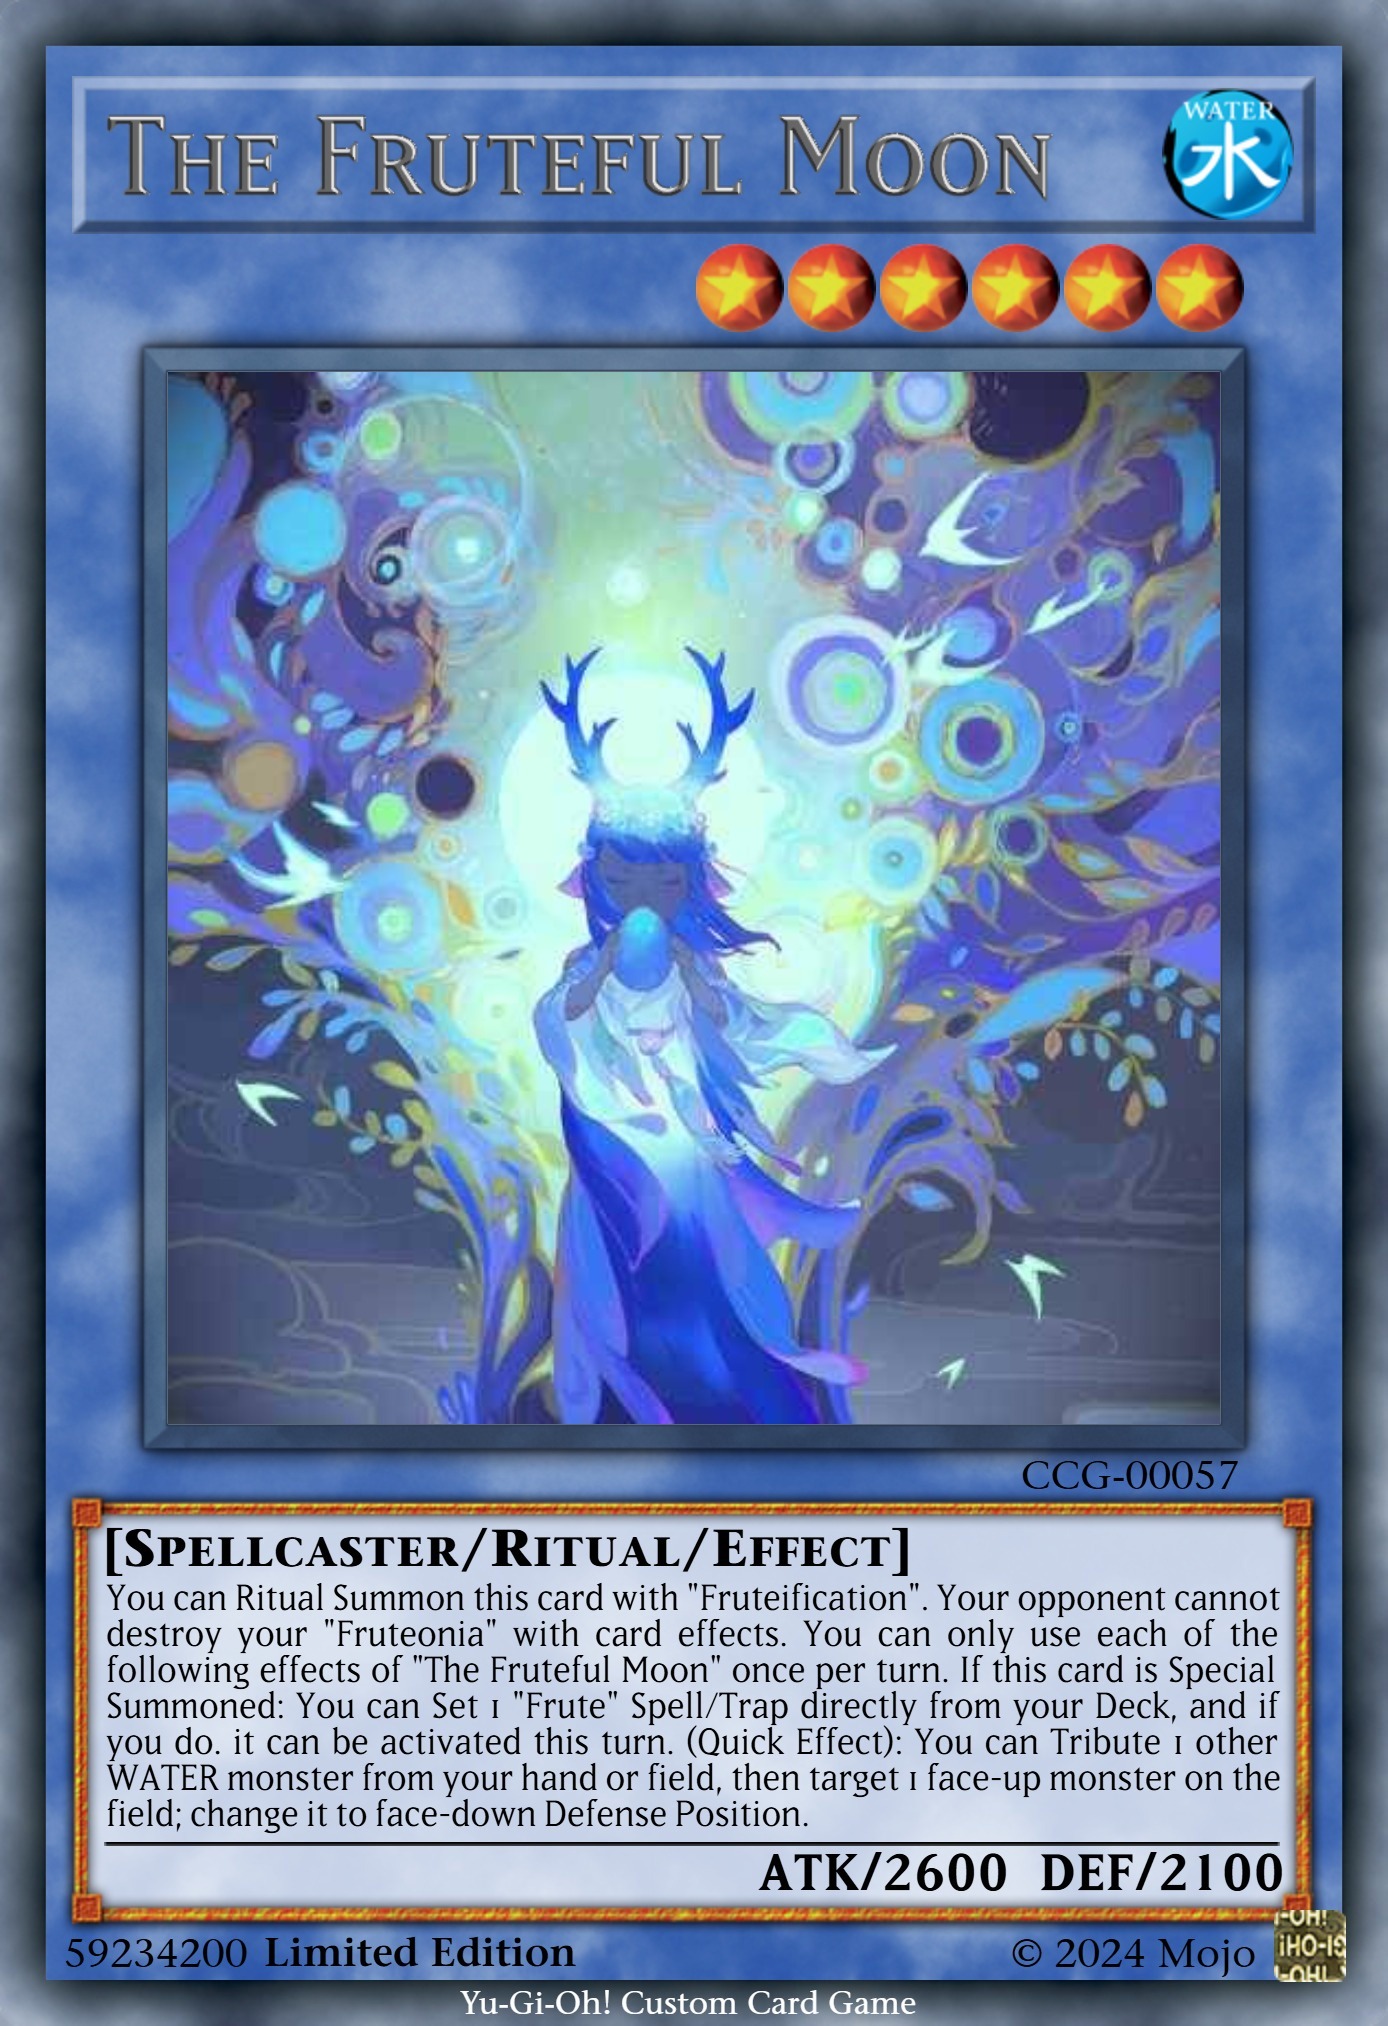 The Fruteful Moon
WATER
水
CCG-00057
[Spellcaster/Ritual/Effect]
You can Ritual Summon this card with "Fruteification". Your opponent cannot
destroy your "Fruteonia" with card effects. You can only use each of the
following effects of "The Fruteful Moon" once per turn. If this card is Special
Summoned: You can Set 1 "Frute" Spell/Trap directly from your Deck, and if
you do. it can be activated this turn. (Quick Effect): You can Tribute 1 other
WATER monster from your hand or field, then target 1 face-up monster on the
field; change it to face-down Defense Position.
ATK/2600 DEF/2100
59234200 Limited Edition
© 2024 Mojo
Yu-Gi-Oh! Custom Card Game